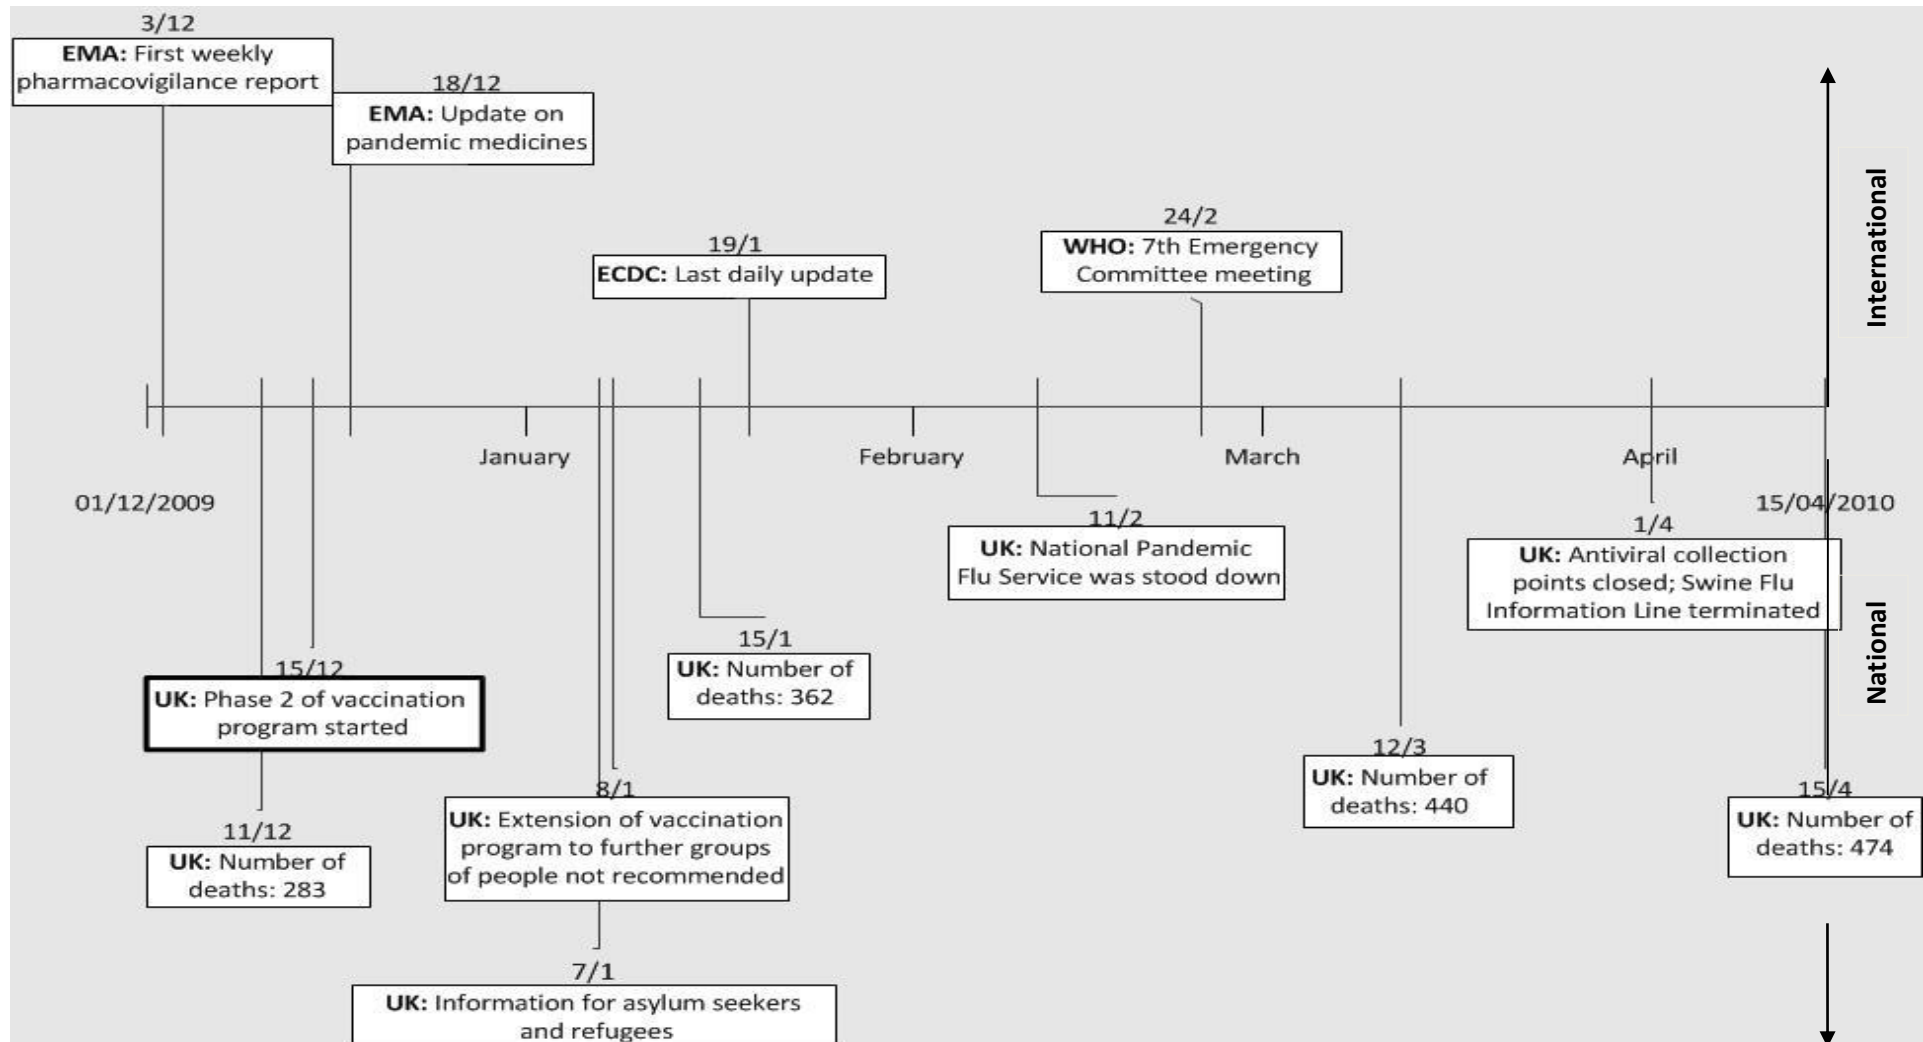 3/12
EMA: First weekly
pharmacovigilance report
18/12
EMA: Update on
pandemic medicines
24/2
WHO: 7th Emergency
Committee meeting
19/1
ECDC: Last daily update
International
January
February
March
April
01/12/2009
15/04/2010
11/2
UK: National Pandemic
Flu Service was stood down
1/4
UK: Antiviral collection
points closed; Swine Flu
Information Line terminated
National
15/1
UK: Number of
deaths: 362
15/12
UK: Phase 2 of vaccination
program started
12/3
UK: Number of
deaths: 440
8/1
UK: Extension of vaccination
program to further groups
of people not recommended
15/4
UK: Number of
deaths: 474
11/12
UK: Number of
deaths: 283
7/1
UK: Information for asylum seekers
and refugees